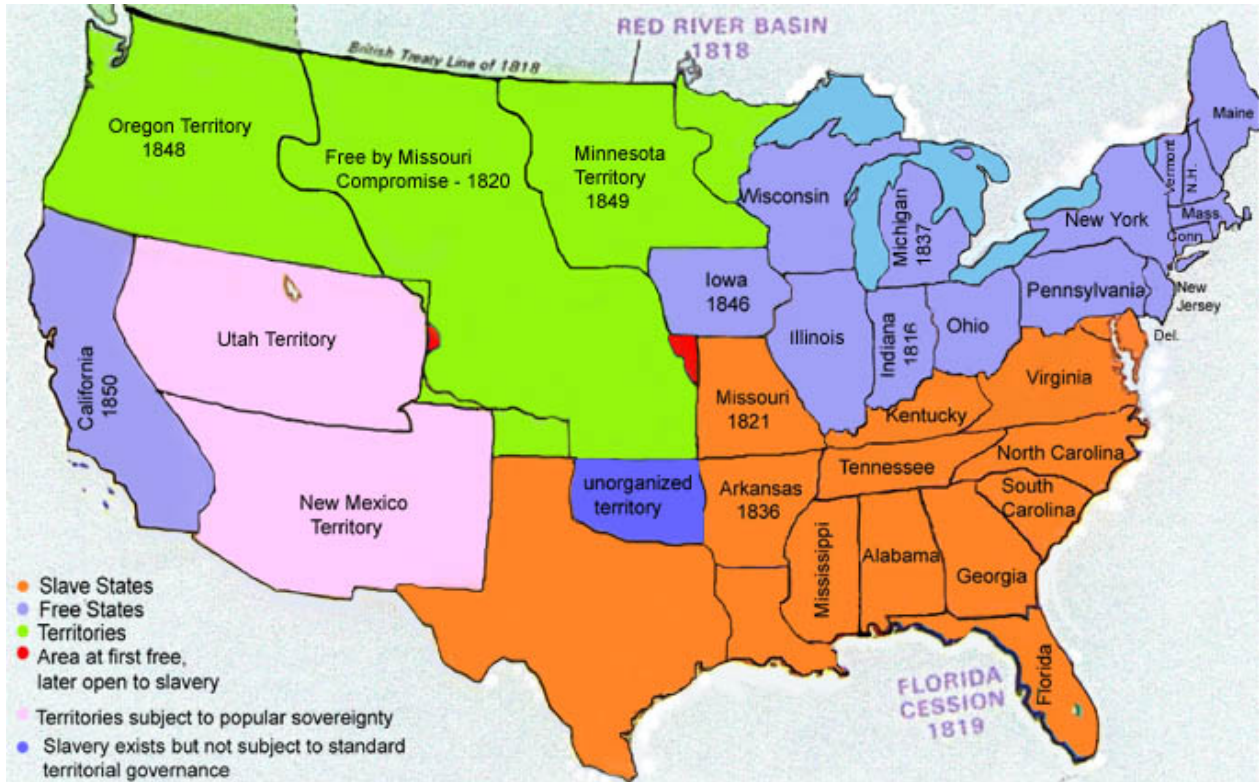 RED RIVER BASIN
1818
British Treaty Line of 1818
Oregon Territory
1848
Free by Missouri
Compromise - 1820
Minnesota
Territory
1849
Wisconsin
Michigan
1837
Maine
Vermont
N.H.
New York
Mass.
Conn
Iowa
1846
Illinois
Indiana
1816
Ohio
Pennsylvania
New
Jersey
Del.
California
1850
Utah Territory
Missouri
1821
Kentucky
Virginia
New Mexico
Territory
unorganized
territory
Arkansas
1836
Tennessee
North Carolina
South
Carolina
Mississippi
Alabama
Georgia
Florida
FLORIDA
CESSION
1819
Slave States
Free States
Territories
Area at first free,
later open to slavery
Territories subject to popular sovereignty
Slavery exists but not subject to standard
territorial governance